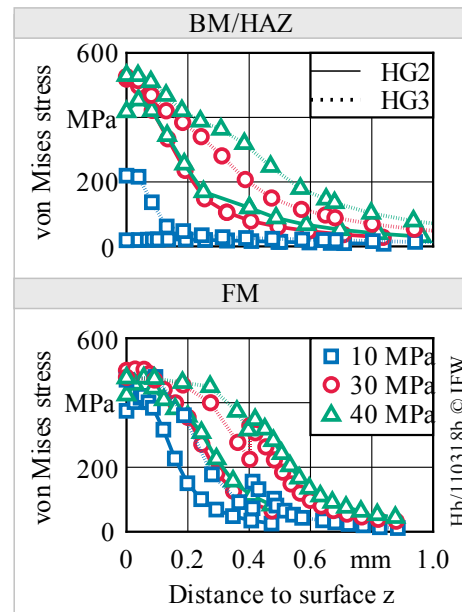 BM/HAZ
600
MPa
200
0
von Mises stress
HG2
HG3
FM
600
MPa
200
0
von Mises stress
10 MPa
30 MPa
40 MPa
0 0.2 0.4 0.6 mm 1.0
Distance to surface z
Hb/110318b © IFW